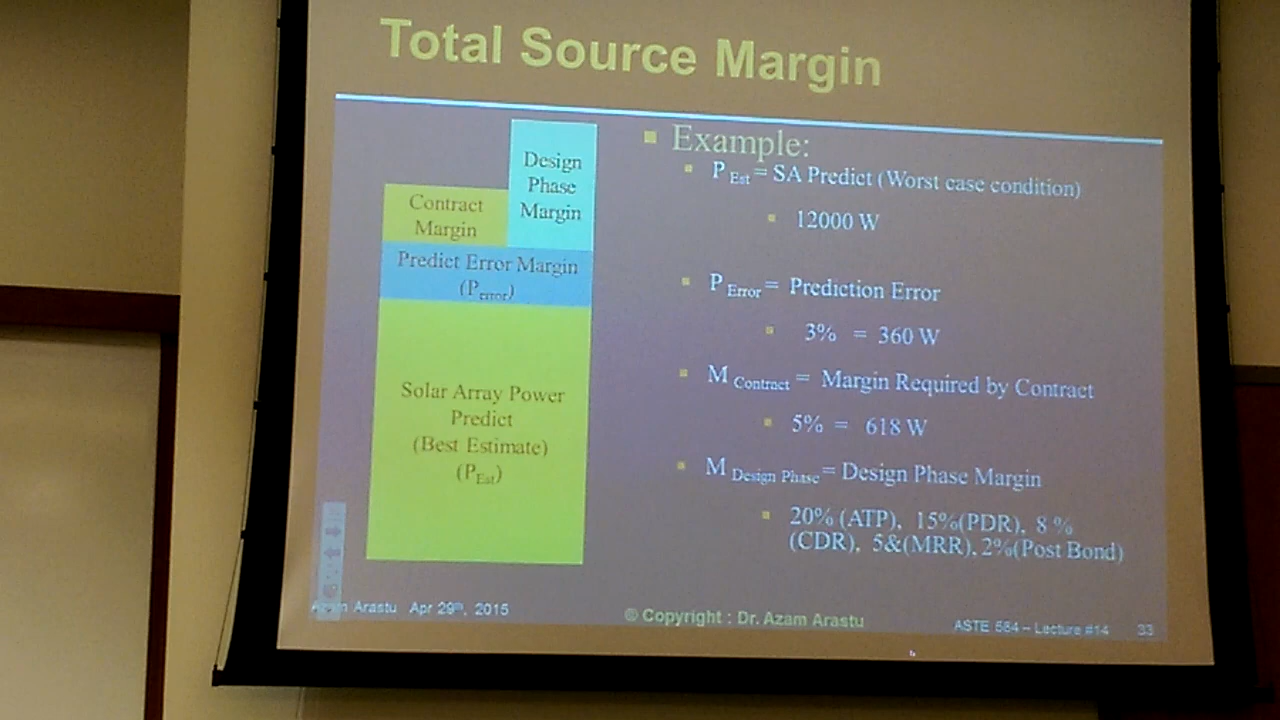 Total Source Margin
Design
Phase
Margin
Contract
Margin
Predict Error Margin
(Perror)
Solar Array Power
Predict
(Best Estimate)
(PEst)
Example:
P Est = SA Predict (Worst case condition)
12000 W
P Error = Prediction Error
3% = 360 W
M Contract = Margin Required by Contract
5% = 618 W
M Design Phase = Design Phase Margin
20% (ATP), 15%(PDR), 8 %
(CDR), 5&(MRR), 2%(Post Bond)
Azam Arastu Apr 29th, 2015
© Copyright : Dr. Azam Arastu
ASTE 584 – Lecture #14 33